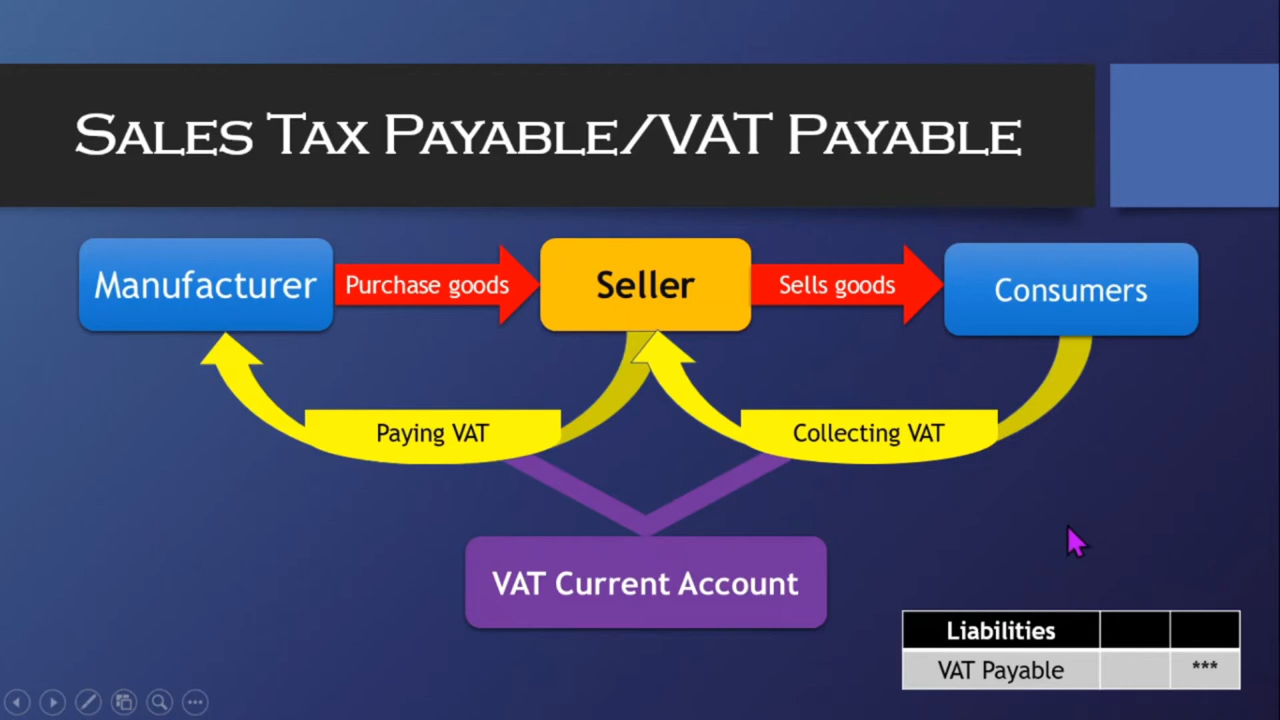 Sales Tax Payable/VAT Payable
Manufacturer
Purchase goods
Seller
Sells goods
Consumers
Paying VAT
Collecting VAT
VAT Current Account
Liabilities
VAT Payable ***